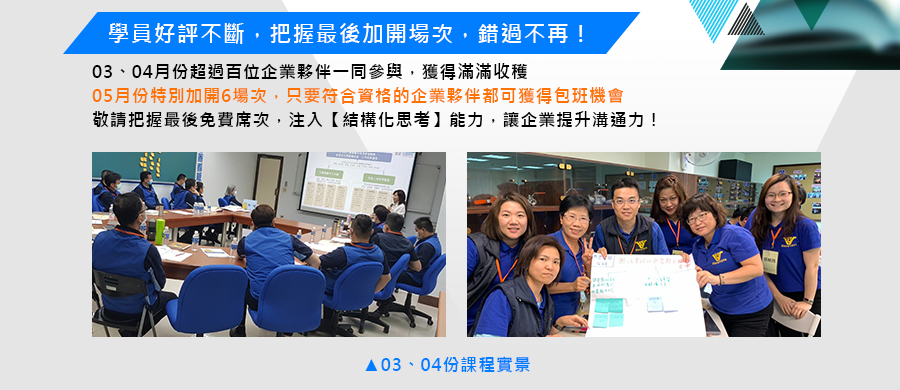 學員好評不斷，把握最後加開場次，錯過不再！
03、04月份超過百位企業夥伴一同參與，獲得滿滿收穫
05月份特別加開6場次，只要符合資格的企業夥伴都可獲得包班機會
敬請把握最後免費席次，注入【結構化思考】能力，讓企業提升溝通力！
▲03、04份課程實景